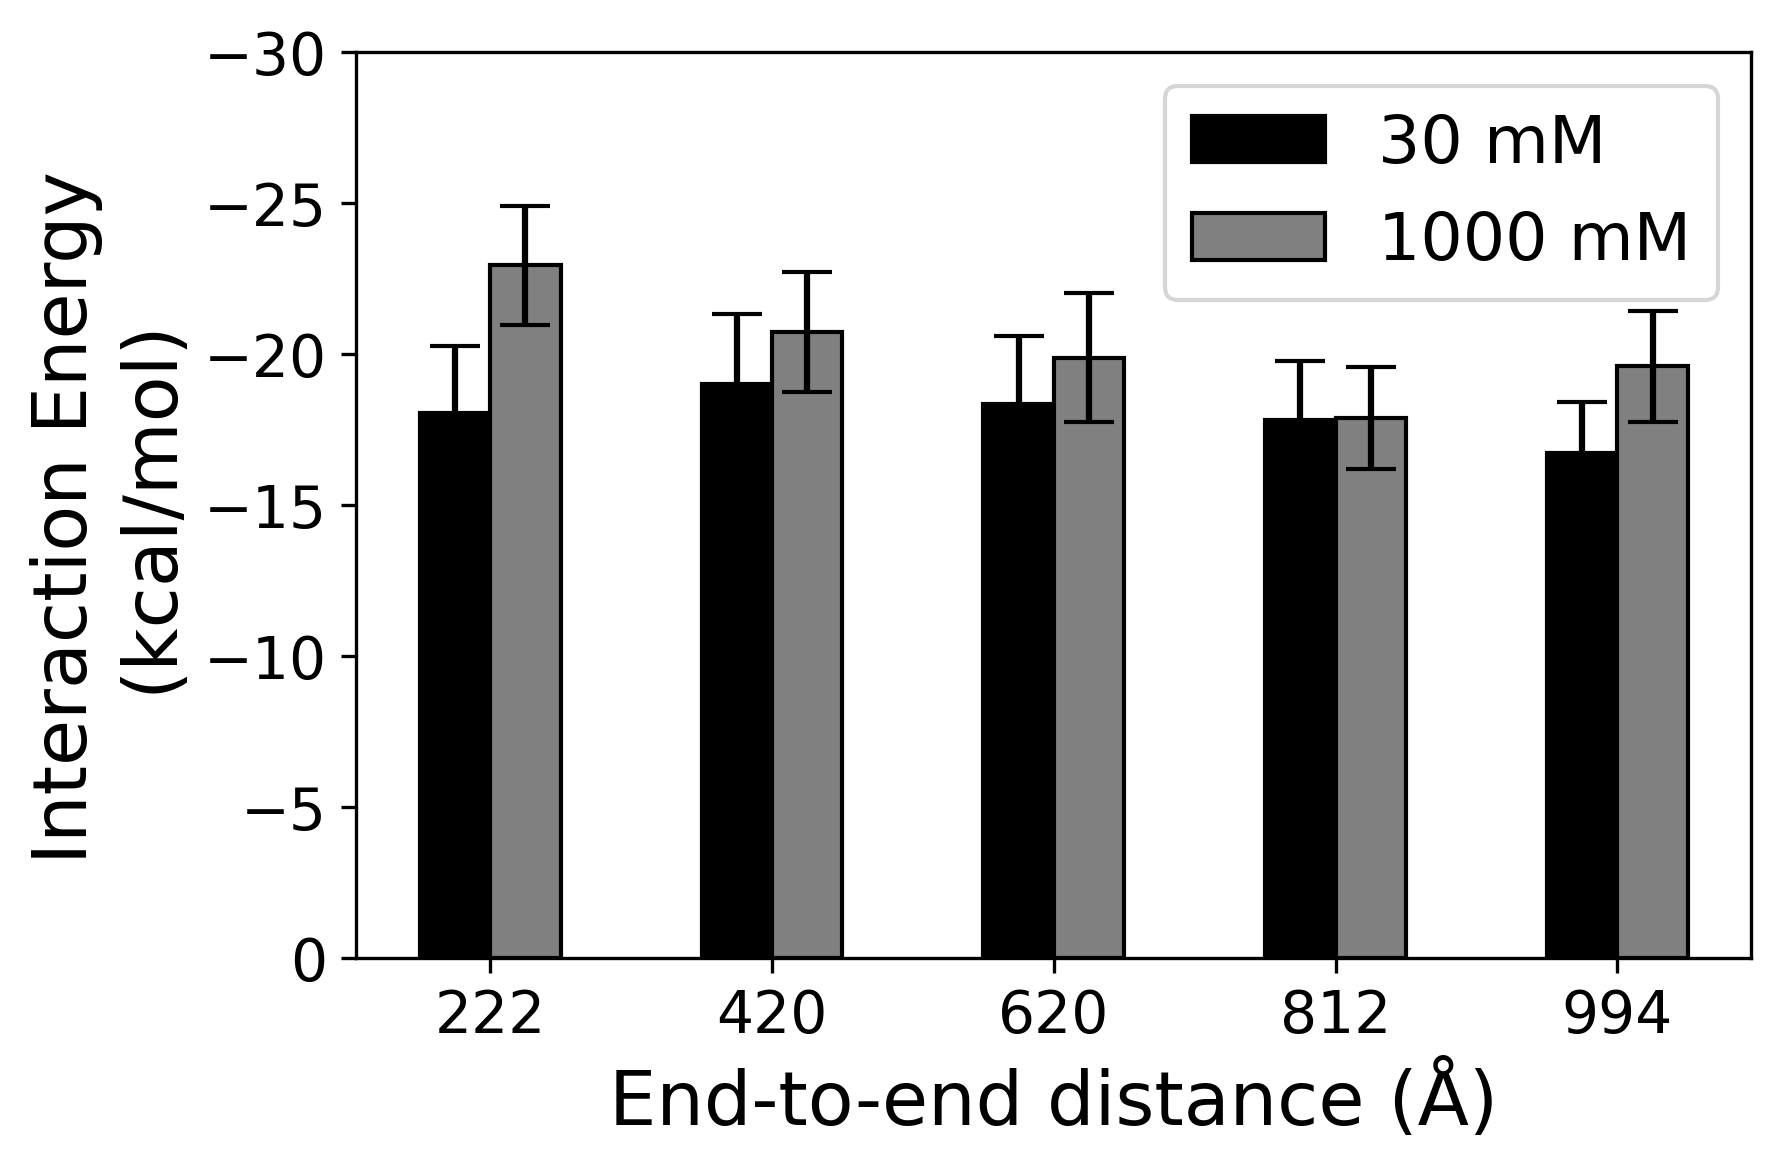 Interaction Energy
(kcal/mol)
−30
−25
−20
−15
−10
−5
0
30 mM
1000 mM
222 420 620 812 994
End-to-end distance (Å)